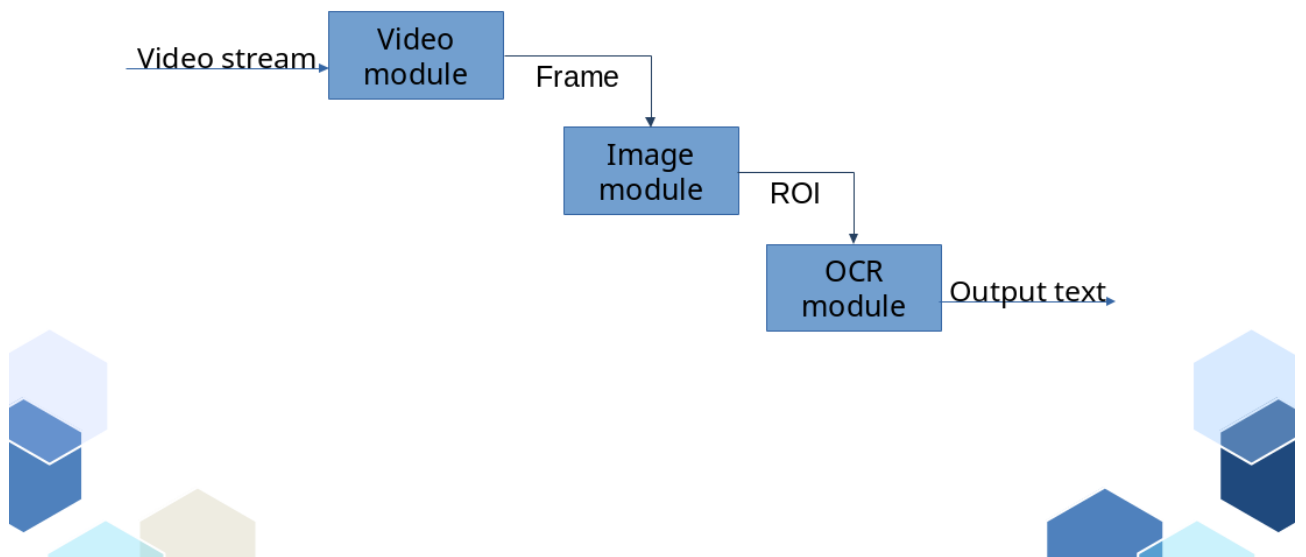 Video stream
Video
module
Frame
Image
module
ROI
OCR
module
Output text